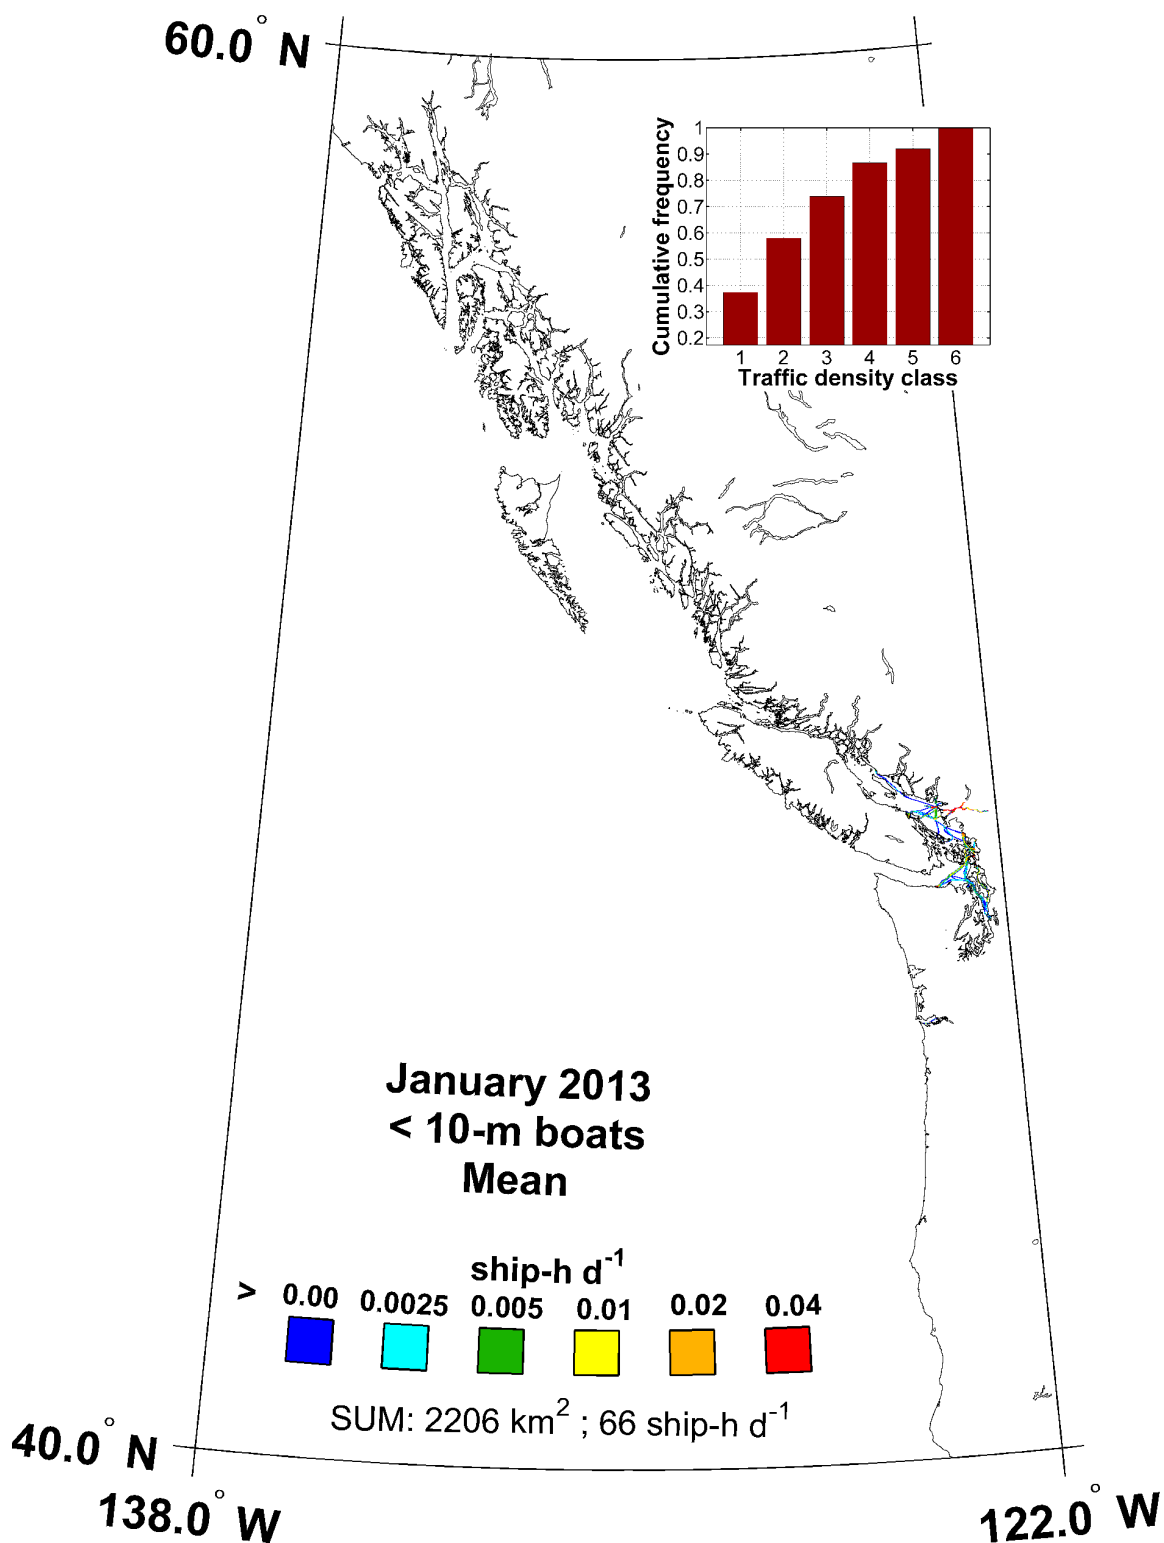 60.0° N
Cumulative frequency
1
0.9
0.8
0.7
0.6
0.5
0.4
0.3
0.2
1 2 3 4 5 6
Traffic density class
January 2013
< 10-m boats
Mean
ship-h d⁻¹
> 0.00 0.0025 0.005 0.01 0.02 0.04
SUM: 2206 km² ; 66 ship-h d⁻¹
40.0° N
138.0° W
122.0° W